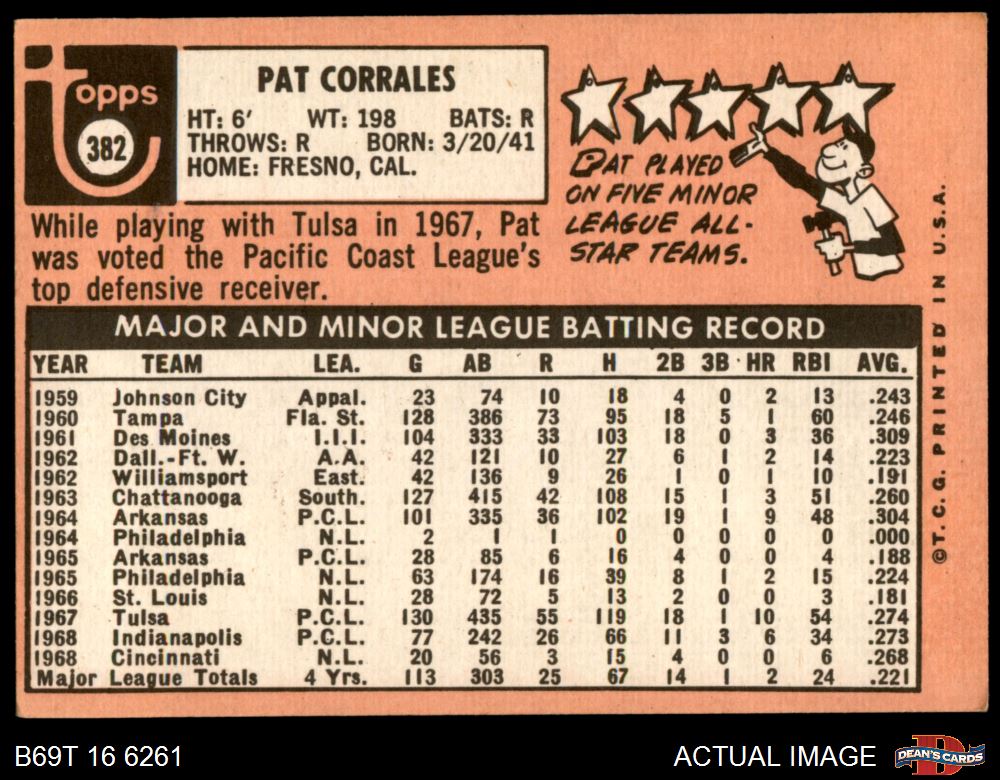 Topps
382
PAT CORRALES
HT: 6' WT: 198 BATS: R
THROWS: R BORN: 3/20/41
HOME: FRESNO, CAL.
PAT PLAYED
ON FIVE MINOR
LEAGUE ALL-
STAR TEAMS.
While playing with Tulsa in 1967, Pat
was voted the Pacific Coast League's
top defensive receiver.
MAJOR AND MINOR LEAGUE BATTING RECORD
YEAR TEAM LEA. G AB R H 2B 3B HR RBI AVG.
1959 Johnson City Appal. 23 74 10 18 4 0 2 13 .243
1960 Tampa Fla. St. 128 386 73 95 18 5 1 60 .246
1961 Des Moines I.I.I. 104 333 33 103 18 0 3 36 .309
1962 Dall.-Ft. W. A.A. 42 121 10 27 6 1 2 14 .223
1962 Williamsport East. 42 136 9 26 1 0 1 10 .191
1963 Chattanooga South. 127 415 42 108 15 1 3 51 .260
1964 Arkansas P.C.L. 101 335 36 102 19 1 9 48 .304
1964 Philadelphia N.L. 2 1 1 0 0 0 0 0 .000
1965 Arkansas P.C.L. 28 85 6 16 4 0 0 4 .188
1965 Philadelphia N.L. 63 174 16 39 8 1 2 15 .224
1966 St. Louis N.L. 28 72 5 13 2 0 0 3 .181
1967 Tulsa P.C.L. 130 435 55 119 18 1 10 54 .274
1968 Indianapolis P.C.L. 77 242 26 66 11 3 6 34 .273
1968 Cincinnati N.L. 20 56 3 15 4 0 0 6 .268
Major League Totals 4 Yrs. 113 303 25 67 14 1 2 24 .221
©T.C.G. PRINTED IN U.S.A.
B69T 16 6261
ACTUAL IMAGE
DEAN'S CARDS